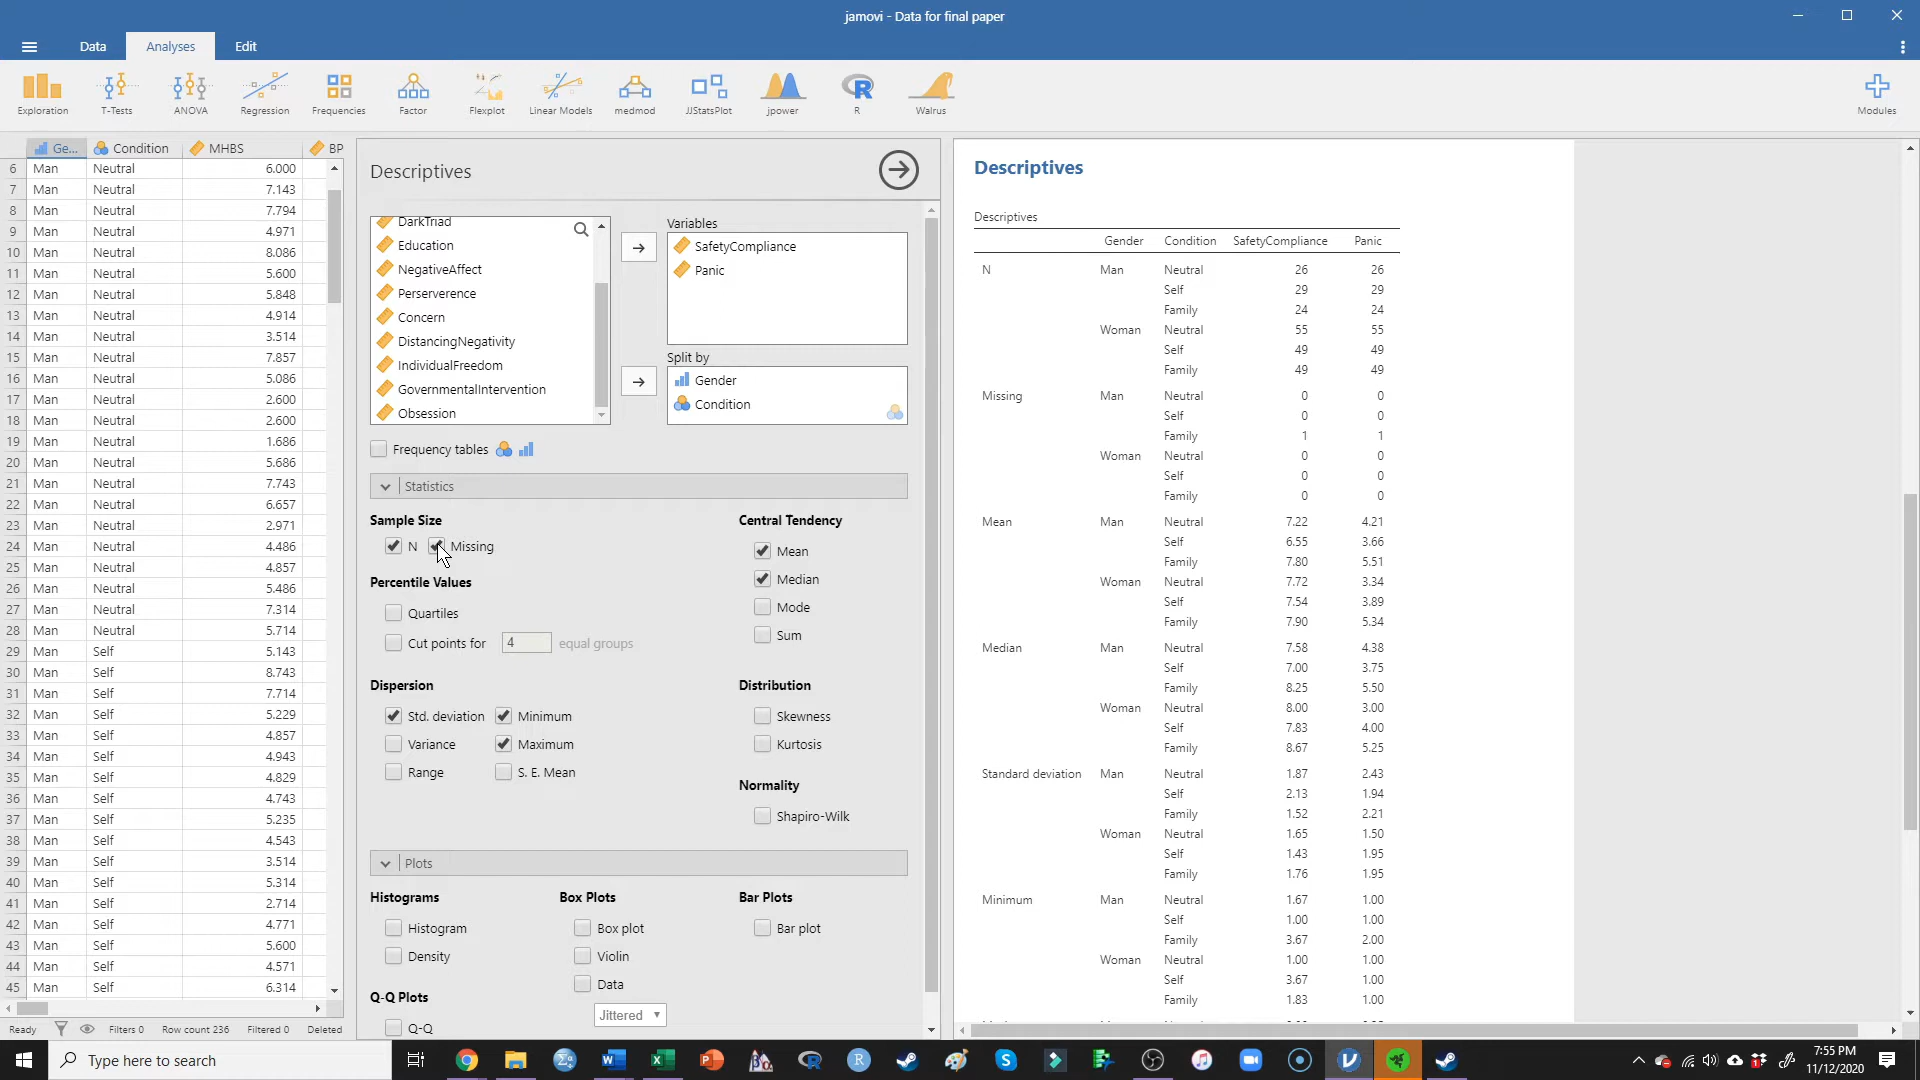 jamovi - Data for final paper
Data Analyses Edit
Exploration T-Tests ANOVA Regression Frequencies Factor Flexplot Linear Models medmod JJStatsPlot jpower R Walrus Modules
Ge... Condition MHBS BP
6 Man Neutral 6.000
7 Man Neutral 7.143
8 Man Neutral 7.794
9 Man Neutral 4.971
10 Man Neutral 8.086
11 Man Neutral 5.600
12 Man Neutral 5.848
13 Man Neutral 4.914
14 Man Neutral 3.514
15 Man Neutral 7.857
16 Man Neutral 5.086
17 Man Neutral 2.600
18 Man Neutral 2.600
19 Man Neutral 1.686
20 Man Neutral 5.686
21 Man Neutral 7.743
22 Man Neutral 6.657
23 Man Neutral 2.971
24 Man Neutral 4.486
25 Man Neutral 4.857
26 Man Neutral 5.486
27 Man Neutral 7.314
28 Man Neutral 5.714
29 Man Self 5.143
30 Man Self 8.743
31 Man Self 7.714
32 Man Self 5.229
33 Man Self 4.857
34 Man Self 4.943
35 Man Self 4.829
36 Man Self 4.743
37 Man Self 5.235
38 Man Self 4.543
39 Man Self 3.514
40 Man Self 5.314
41 Man Self 2.714
42 Man Self 4.771
43 Man Self 5.600
44 Man Self 4.571
45 Man Self 6.314
Ready Filters 0 Row count 236 Filtered 0 Deleted
Descriptives
DarkTriad
Education
NegativeAffect
Perserverence
Concern
DistancingNegativity
IndividualFreedom
GovernmentalIntervention
Obsession
Variables
SafetyCompliance
Panic
Split by
Gender
Condition
Frequency tables
Statistics
Sample Size
N Missing
Percentile Values
Quartiles
Cut points for 4 equal groups
Central Tendency
Mean
Median
Mode
Sum
Dispersion
Std. deviation Minimum
Variance Maximum
Range S. E. Mean
Distribution
Skewness
Kurtosis
Normality
Shapiro-Wilk
Plots
Histograms
Histogram
Density
Q-Q Plots
Q-Q
Box Plots
Box plot
Violin
Data
Jittered
Bar Plots
Bar plot
Descriptives
Descriptives
Gender Condition SafetyCompliance Panic
N Man Neutral 26 26
Self 29 29
Family 24 24
Woman Neutral 55 55
Self 49 49
Family 49 49
Missing Man Neutral 0 0
Self 0 0
Family 1 1
Woman Neutral 0 0
Self 0 0
Family 0 0
Mean Man Neutral 7.22 4.21
Self 6.55 3.66
Family 7.80 5.51
Woman Neutral 7.72 3.34
Self 7.54 3.89
Family 7.90 5.34
Median Man Neutral 7.58 4.38
Self 7.00 3.75
Family 8.25 5.50
Woman Neutral 8.00 3.00
Self 7.83 4.00
Family 8.67 5.25
Standard deviation Man Neutral 1.87 2.43
Self 2.13 1.94
Family 1.52 2.21
Woman Neutral 1.65 1.50
Self 1.43 1.95
Family 1.76 1.95
Minimum Man Neutral 1.67 1.00
Self 1.00 1.00
Family 3.67 2.00
Woman Neutral 1.00 1.00
Self 3.67 1.00
Family 1.83 1.00
Type here to search
7:55 PM
11/12/2020